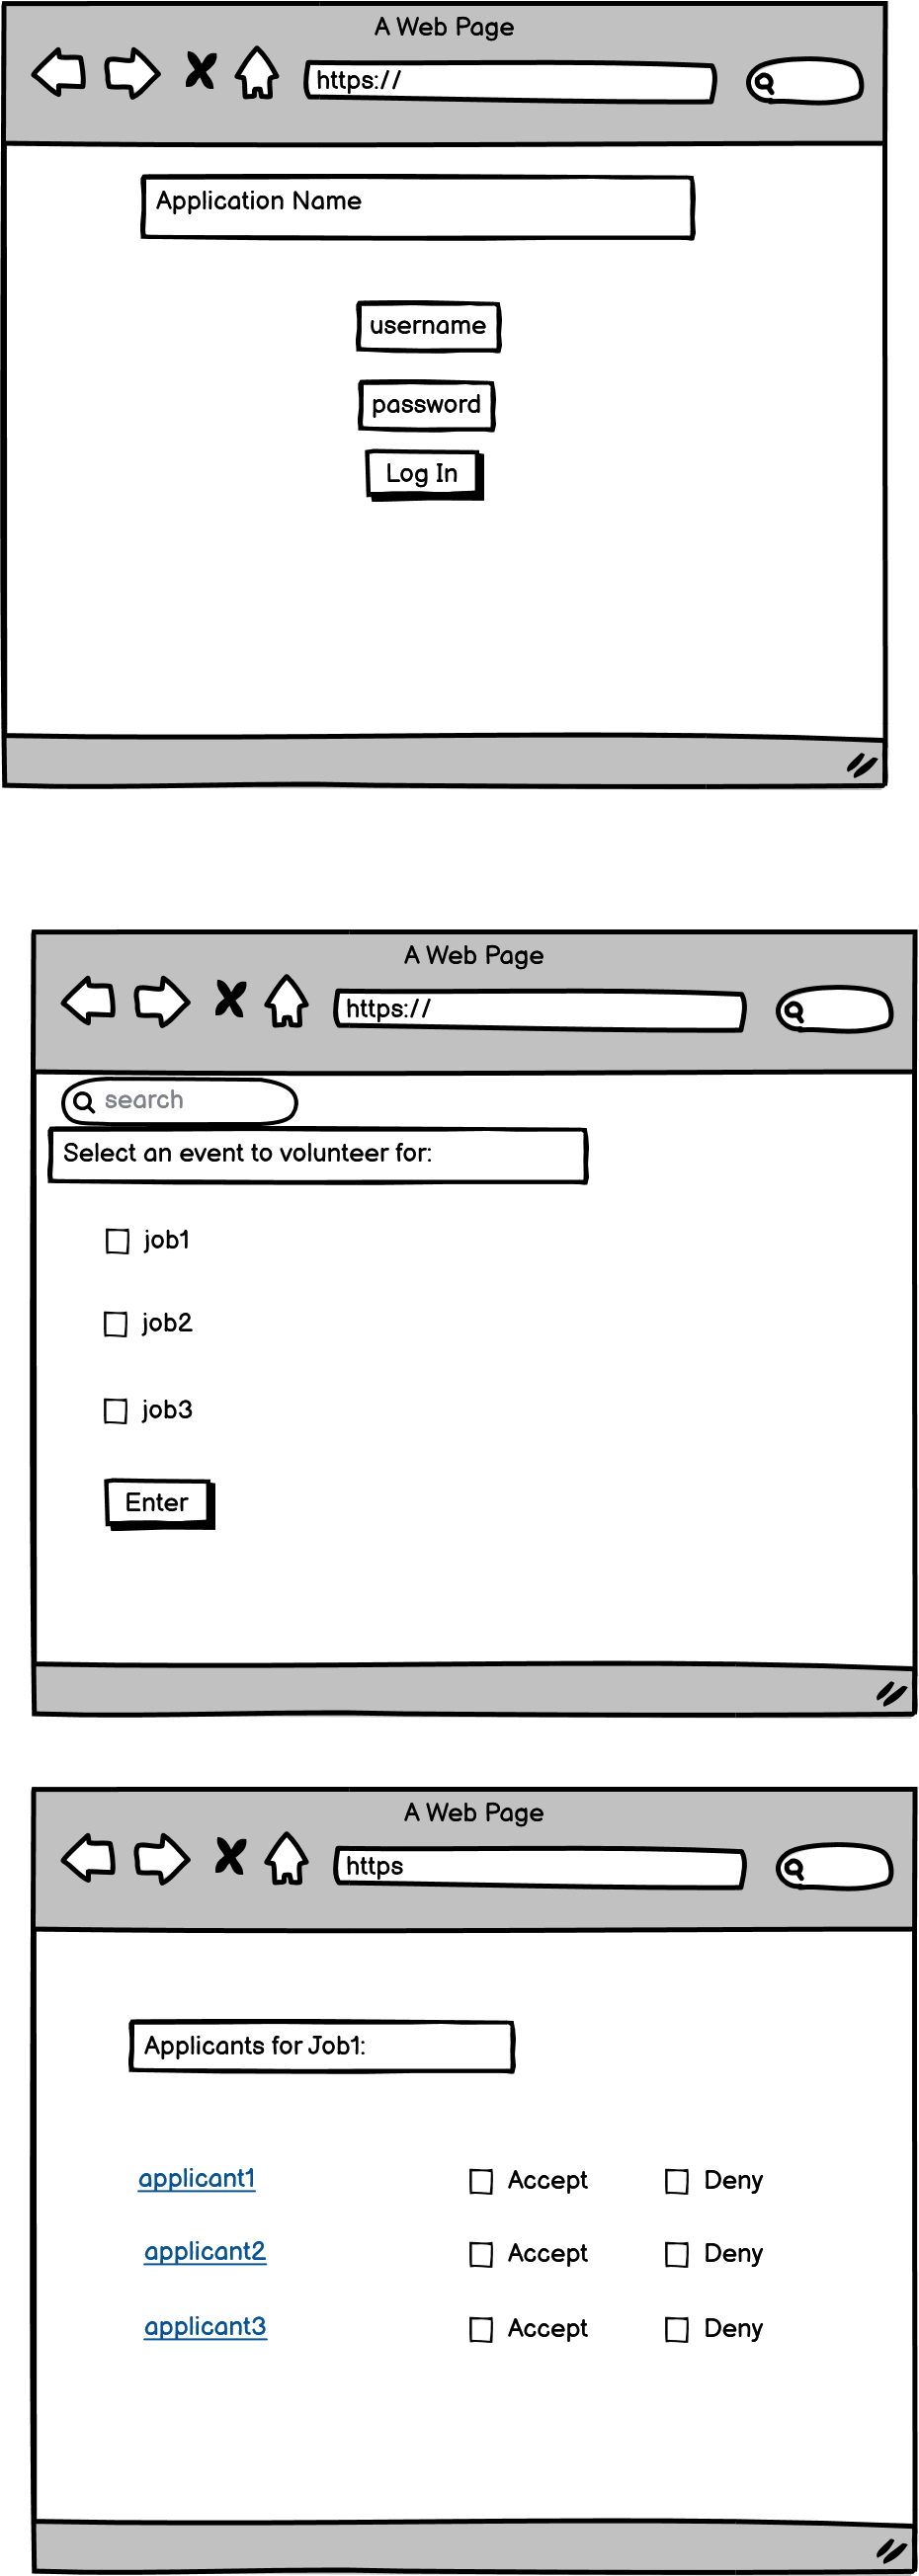 A Web Page
https://
Application Name
username
password
Log In
A Web Page
https://
search
Select an event to volunteer for:
job1
job2
job3
Enter
A Web Page
https
Applicants for Job1:
applicant1 Accept Deny
applicant2 Accept Deny
applicant3 Accept Deny